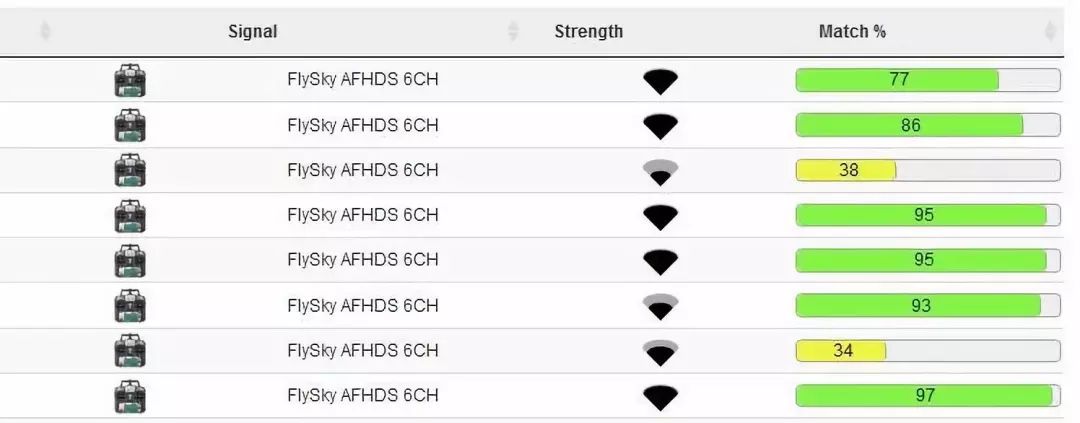 Signal Strength Match %
FlySky AFHDS 6CH 77
FlySky AFHDS 6CH 86
FlySky AFHDS 6CH 38
FlySky AFHDS 6CH 95
FlySky AFHDS 6CH 95
FlySky AFHDS 6CH 93
FlySky AFHDS 6CH 34
FlySky AFHDS 6CH 97